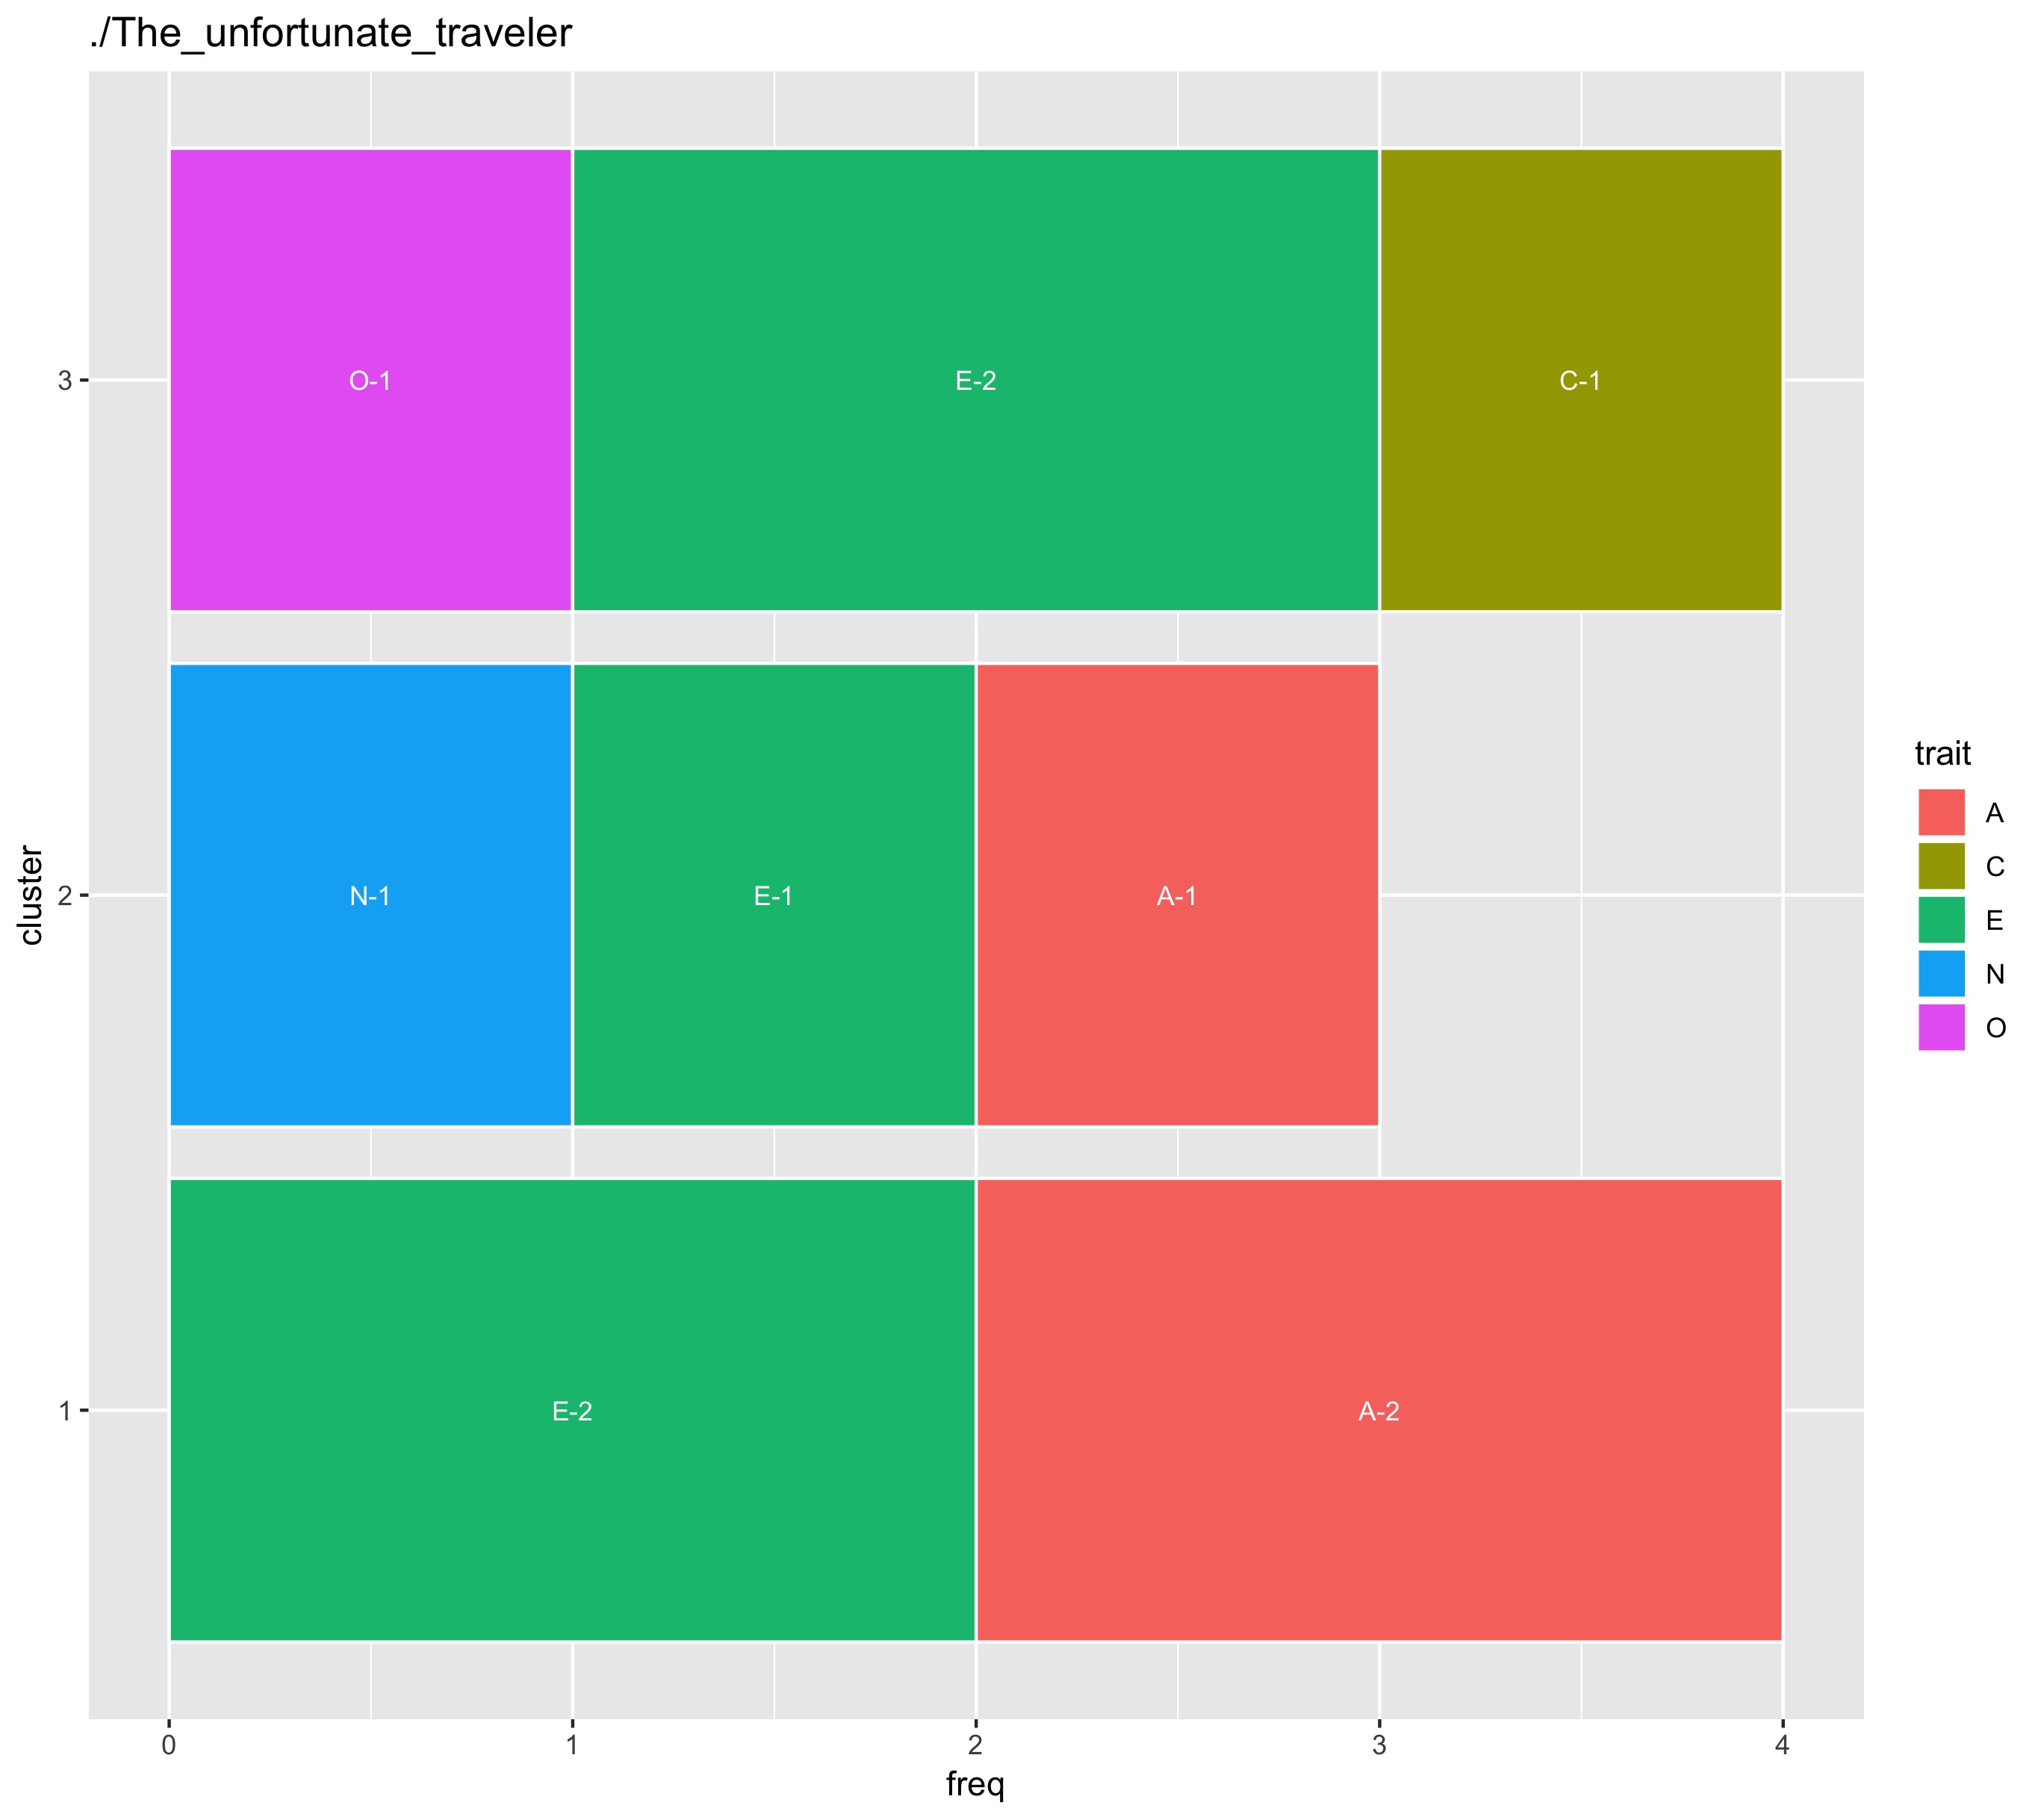 ./The_unfortunate_traveler
3
O-1
E-2
C-1
2
N-1
E-1
A-1
1
E-2
A-2
0 1 2 3 4
freq
cluster
trait
A
C
E
N
O